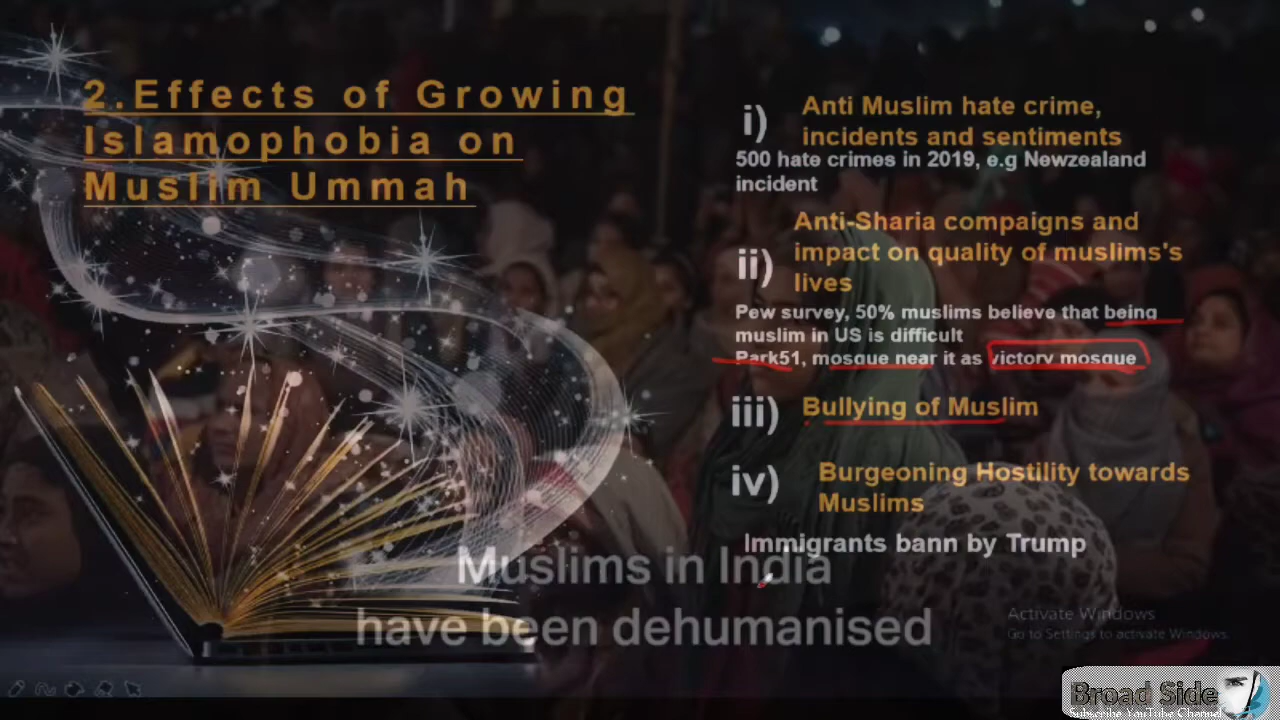 2.Effects of Growing
Islamophobia on
Muslim Ummah
i)
Anti Muslim hate crime,
incidents and sentiments
500 hate crimes in 2019, e.g Newzealand
incident
ii)
Anti-Sharia compaigns and
impact on quality of muslims's
lives
Pew survey, 50% muslims believe that being
muslim in US is difficult
Park51, mosque near it as victory mosque
iii)
Bullying of Muslim
iv)
Burgeoning Hostility towards
Muslims
Immigrants bann by Trump
Muslims in India
have been dehumanised
Activate Windows
Go to Settings to activate Windows.
Broad Side
Subscribe YouTube Channel